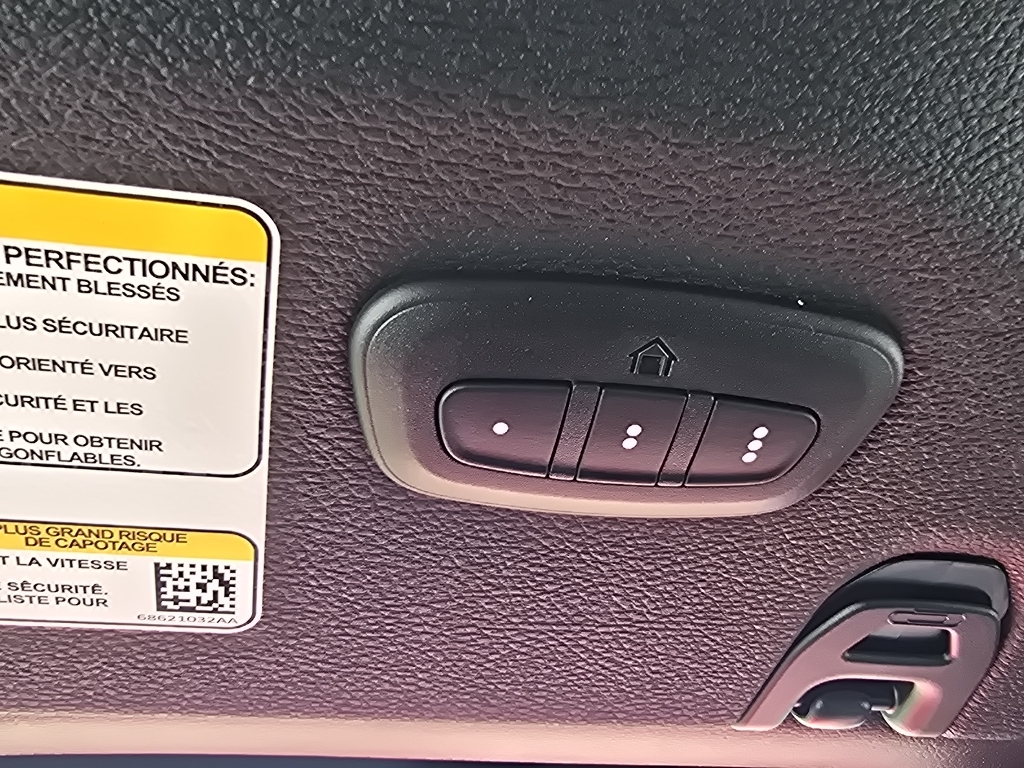 PERFECTIONNÉS:
EMENT BLESSÉS
LUS SÉCURITAIRE
ORIENTÉ VERS
CURITÉ ET LES
E POUR OBTENIR
GONFLABLES.
PLUS GRAND RISQUE
DE CAPOTAGE
T LA VITESSE
SÉCURITÉ.
LISTE POUR
68621032AA